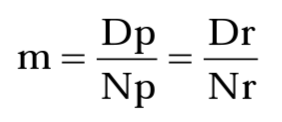 m = Dp/Np = Dr/Nr